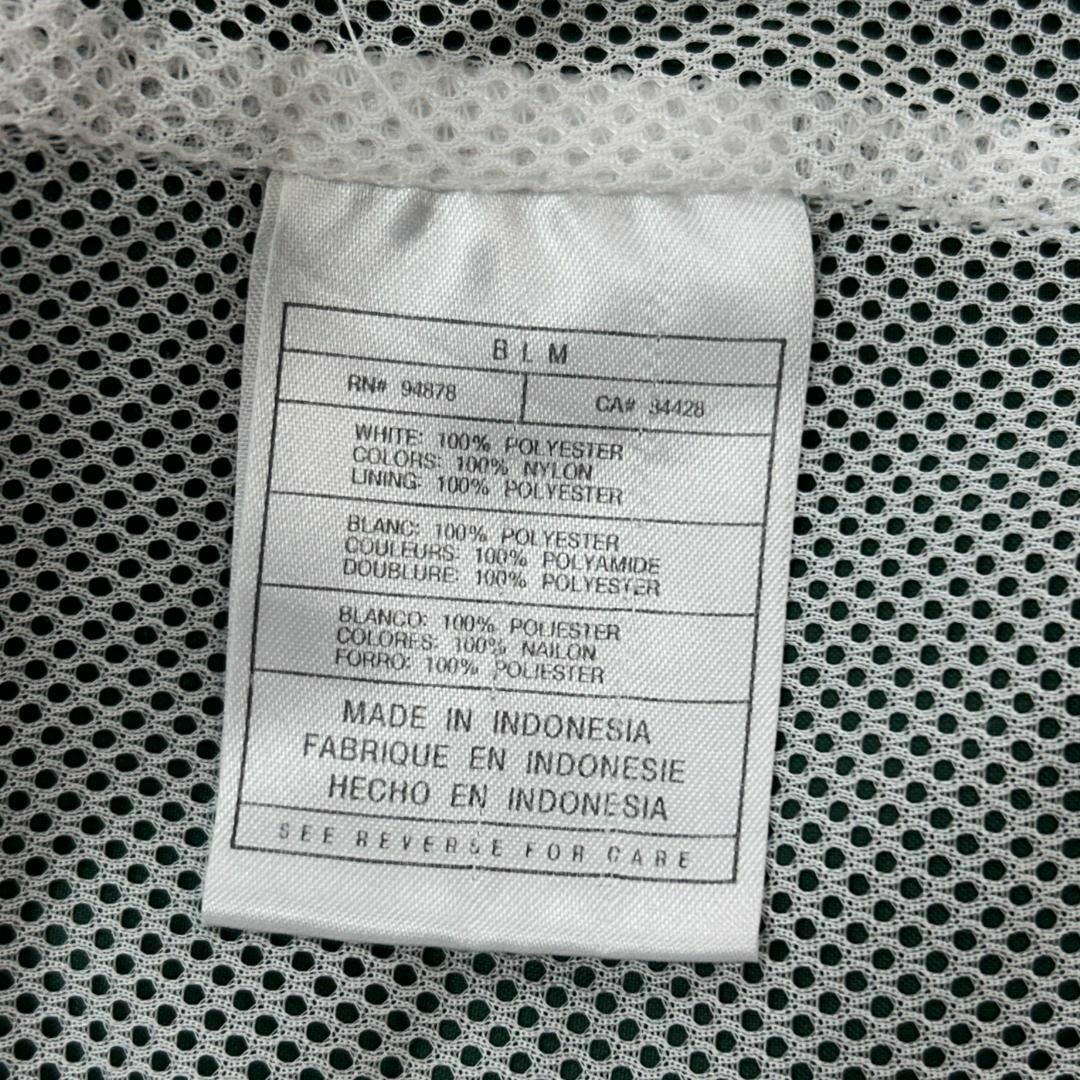 BLM
RN# 94878
CA# 34428
WHITE: 100% POLYESTER
COLORS: 100% NYLON
LINING: 100% POLYESTER
BLANC: 100% POLYESTER
COULEURS: 100% POLYAMIDE
DOUBLURE: 100% POLYESTER
BLANCO: 100% POLIESTER
COLORES: 100% NAILON
FORRO: 100% POLIESTER
MADE IN INDONESIA
FABRIQUE EN INDONESIE
HECHO EN INDONESIA
SEE REVERSE FOR CARE